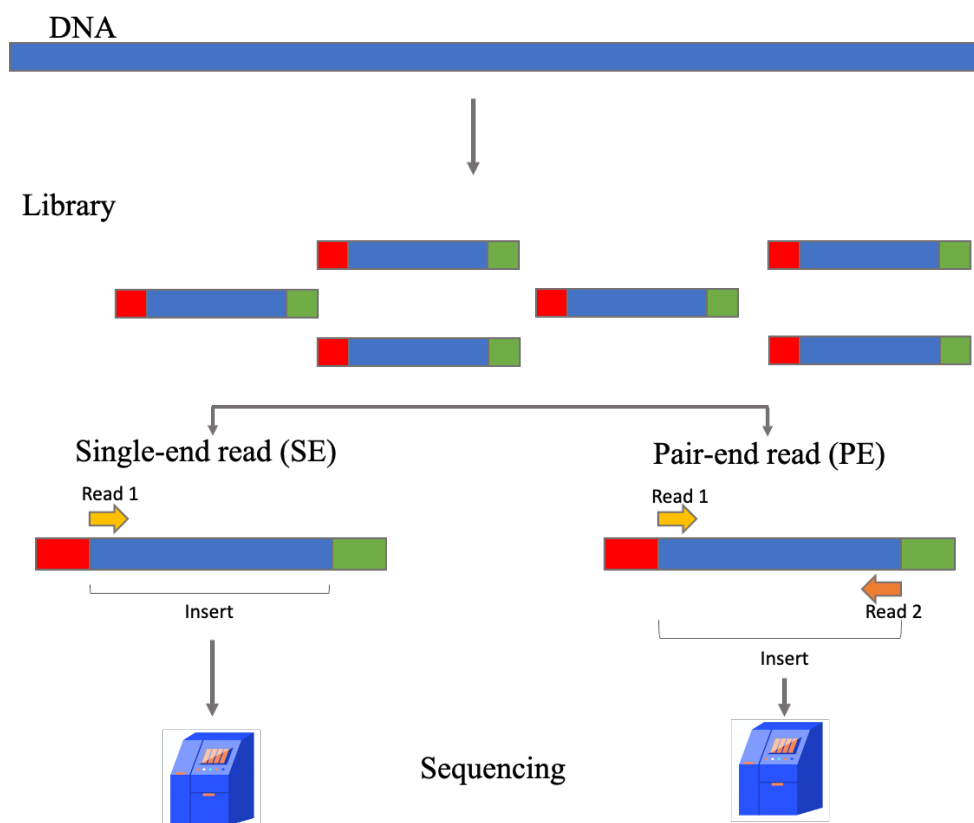 DNA
Library
Single-end read (SE)
Pair-end read (PE)
Read 1
Read 1
Read 2
Insert
Insert
Sequencing